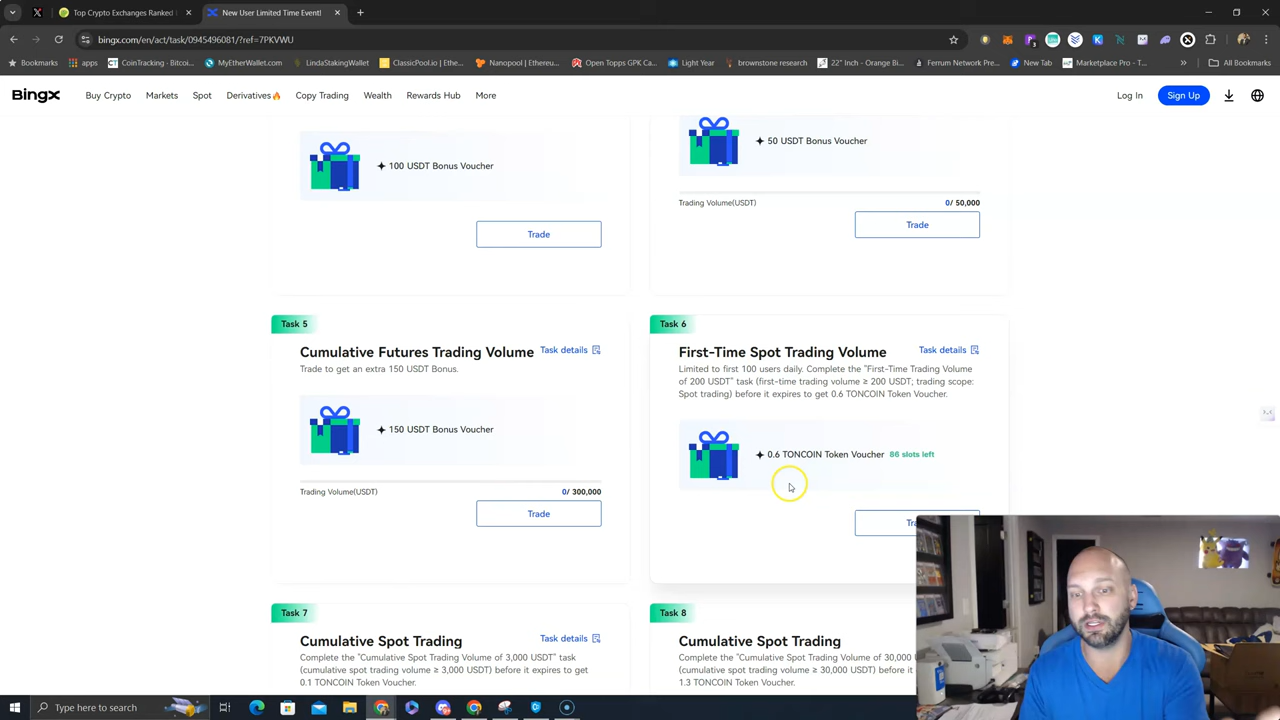 Top Crypto Exchanges Ranked
New User Limited Time Event!
bingx.com/en/act/task/0945496081/?ref=7PKVWU
Bookmarks
apps
CoinTracking · Bitcoi...
MyEtherWallet.com
LindaStakingWallet
ClassicPool.io | Ethe...
Nanopool | Ethereu...
Open Topps GPK Ca...
Light Year
brownstone research
22" Inch - Orange Bi...
Ferrum Network Pre...
New Tab
Marketplace Pro - T...
All Bookmarks
BingX
Buy Crypto
Markets
Spot
Derivatives
Copy Trading
Wealth
Rewards Hub
More
Log In
Sign Up
100 USDT Bonus Voucher
Trade
50 USDT Bonus Voucher
Trading Volume(USDT)
0/ 50,000
Trade
Task 5
Cumulative Futures Trading Volume
Task details
Trade to get an extra 150 USDT Bonus.
150 USDT Bonus Voucher
Trading Volume(USDT)
0/ 300,000
Trade
Task 6
First-Time Spot Trading Volume
Task details
Limited to first 100 users daily. Complete the "First-Time Trading Volume
of 200 USDT" task (first-time trading volume ≥ 200 USDT; trading scope:
Spot trading) before it expires to get 0.6 TONCOIN Token Voucher.
0.6 TONCOIN Token Voucher
86 slots left
Tra
Task 7
Cumulative Spot Trading
Task details
Complete the "Cumulative Spot Trading Volume of 3,000 USDT" task
(cumulative spot trading volume ≥ 3,000 USDT) before it expires to get
0.1 TONCOIN Token Voucher.
Task 8
Cumulative Spot Trading
Complete the "Cumulative Spot Trading Volume of 30,000
(cumulative spot trading volume ≥ 30,000 USDT) before it
1.3 TONCOIN Token Voucher.
Type here to search